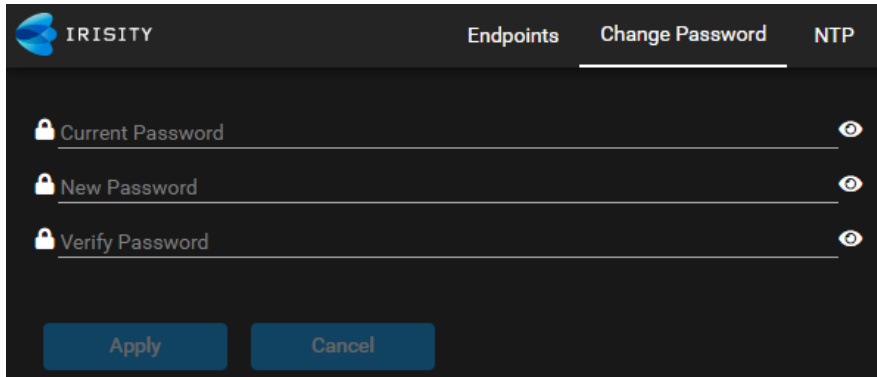 IRISITY Endpoints Change Password NTP
Current Password
New Password
Verify Password
Apply Cancel